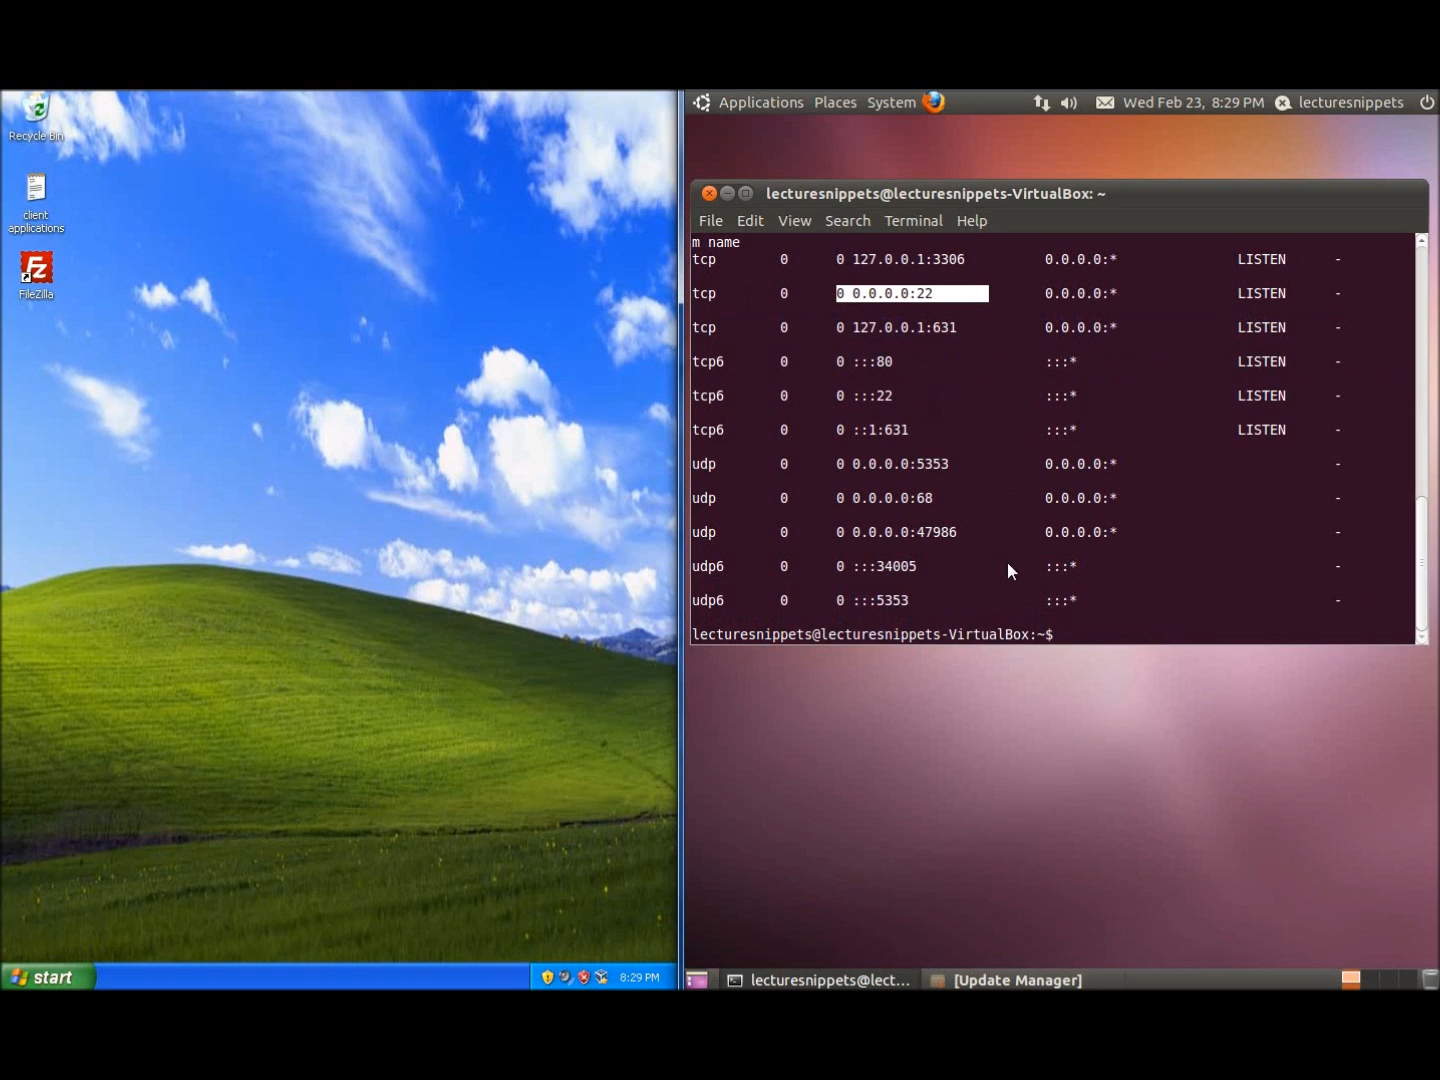 Recycle Bin
client
applications
FileZilla
start
8:29 PM
Applications Places System
Wed Feb 23, 8:29 PM lecturesnippets
lecturesnippets@lecturesnippets-VirtualBox: ~
File Edit View Search Terminal Help
m name
tcp 0 0 127.0.0.1:3306 0.0.0.0:* LISTEN -
tcp 0 0 0.0.0.0:22 0.0.0.0:* LISTEN -
tcp 0 0 127.0.0.1:631 0.0.0.0:* LISTEN -
tcp6 0 0 :::80 :::* LISTEN -
tcp6 0 0 :::22 :::* LISTEN -
tcp6 0 0 ::1:631 :::* LISTEN -
udp 0 0 0.0.0.0:5353 0.0.0.0:* -
udp 0 0 0.0.0.0:68 0.0.0.0:* -
udp 0 0 0.0.0.0:47986 0.0.0.0:* -
udp6 0 0 :::34005 :::* -
udp6 0 0 :::5353 :::* -
lecturesnippets@lecturesnippets-VirtualBox:~$
lecturesnippets@lect... [Update Manager]